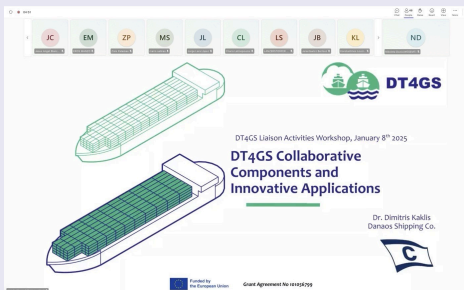 JC
EM
ZP
MS
JL
CL
LS
JB
KL
ND
DT4GS
DT4GS Liaison Activities Workshop, January 8th 2025
DT4GS Collaborative
Components and
Innovative Applications
Dr. Dimitris Kaklis
Danaos Shipping Co.
C
Funded by
the European Union
Grant Agreement No 101056799